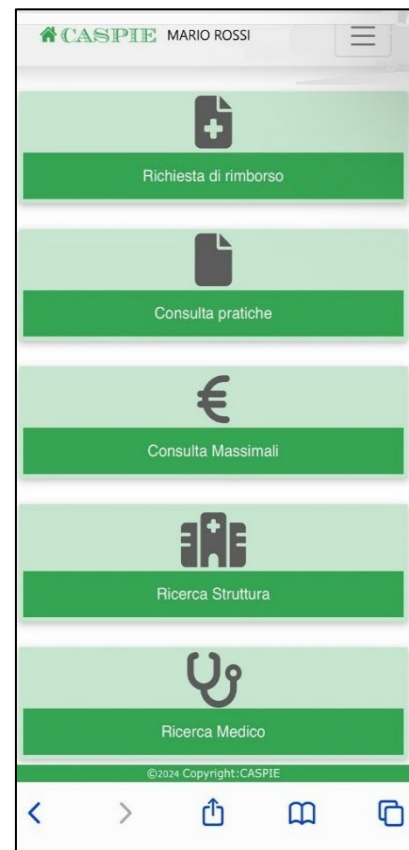 CASPIE MARIO ROSSI
Richiesta di rimborso
Consulta pratiche
€
Consulta Massimali
Ricerca Struttura
Ricerca Medico
©2024 Copyright:CASPIE